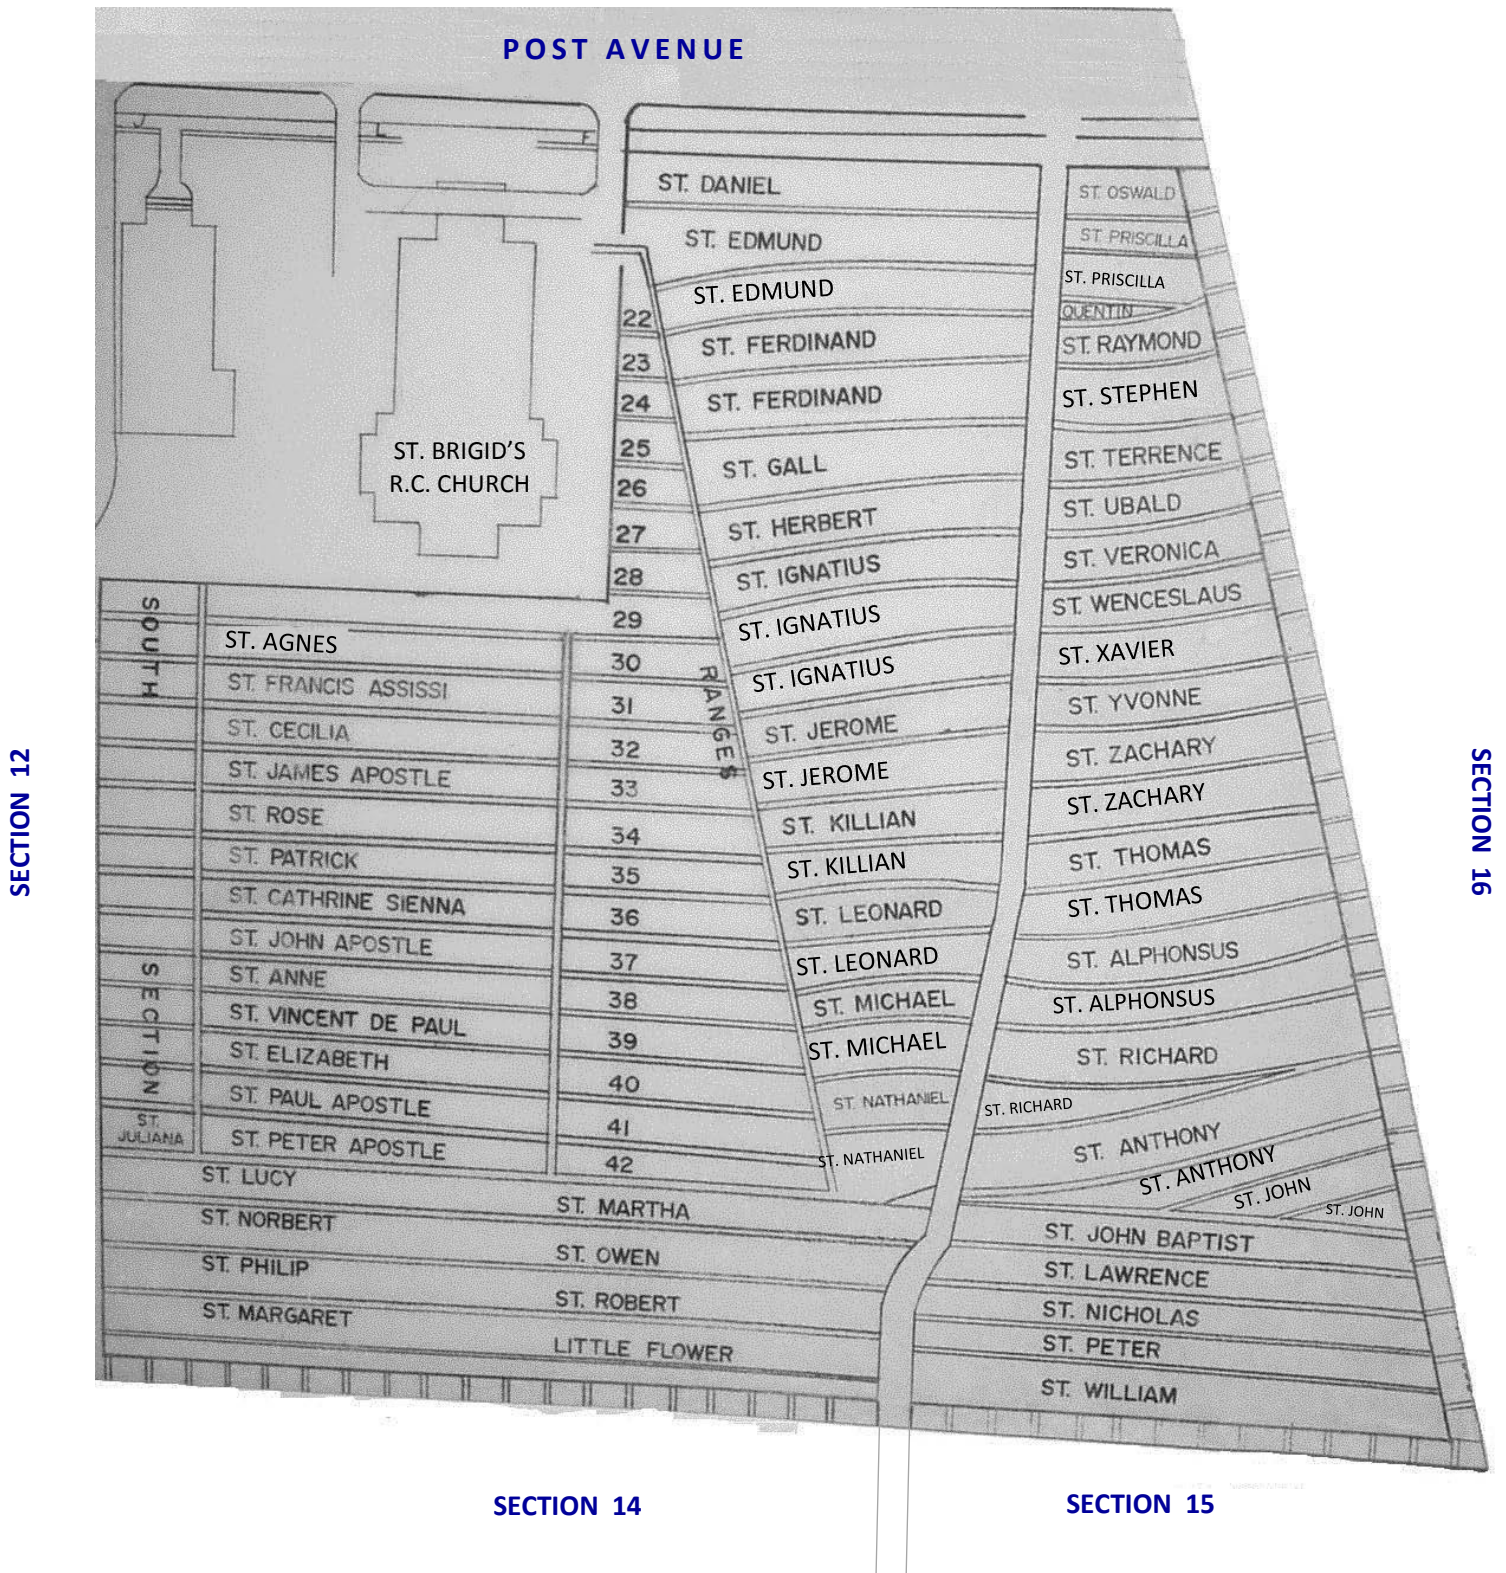 POST AVENUE
J
L
F
ST. DANIEL
ST. EDMUND
ST. EDMUND
ST. FERDINAND
ST. FERDINAND
ST. GALL
ST. HERBERT
ST. IGNATIUS
ST. IGNATIUS
ST. IGNATIUS
ST. JEROME
ST. JEROME
ST. KILLIAN
ST. KILLIAN
ST. LEONARD
ST. LEONARD
ST. MICHAEL
ST. MICHAEL
ST. NATHANIEL
ST. NATHANIEL
ST. OSWALD
ST. PRISCILLA
ST. PRISCILLA
QUENTIN
ST. RAYMOND
ST. STEPHEN
ST. TERRENCE
ST. UBALD
ST. VERONICA
ST. WENCESLAUS
ST. XAVIER
ST. YVONNE
ST. ZACHARY
ST. ZACHARY
ST. THOMAS
ST. THOMAS
ST. ALPHONSUS
ST. ALPHONSUS
ST. RICHARD
ST. RICHARD
ST. ANTHONY
ST. ANTHONY
ST. JOHN
ST. JOHN
ST. JOHN BAPTIST
ST. LAWRENCE
ST. NICHOLAS
ST. PETER
ST. WILLIAM
ST. BRIGID'S
R.C. CHURCH
22
23
24
25
26
27
28
29
30
31
32
33
34
35
36
37
38
39
40
41
42
RANGES
SOUTH
SECTION
ST.
JULIANA
ST. AGNES
ST. FRANCIS ASSISSI
ST. CECILIA
ST. JAMES APOSTLE
ST. ROSE
ST. PATRICK
ST. CATHRINE SIENNA
ST. JOHN APOSTLE
ST. ANNE
ST. VINCENT DE PAUL
ST. ELIZABETH
ST. PAUL APOSTLE
ST. PETER APOSTLE
ST. LUCY
ST. MARTHA
ST. NORBERT
ST. OWEN
ST. PHILIP
ST. ROBERT
ST. MARGARET
LITTLE FLOWER
SECTION 12
SECTION 16
SECTION 14
SECTION 15